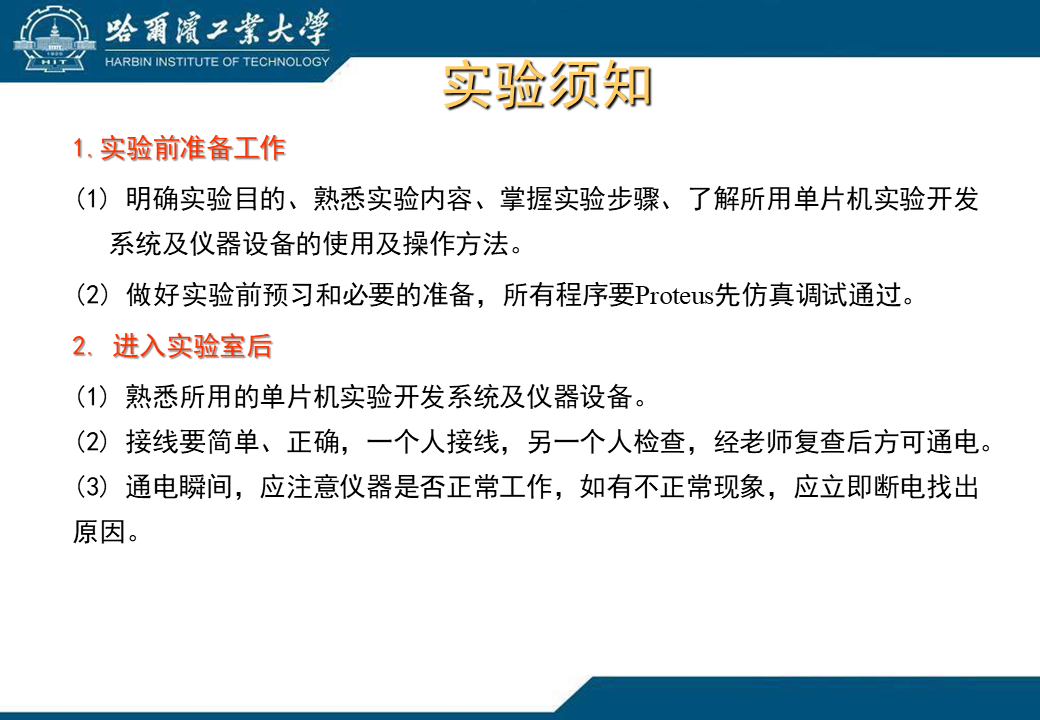 哈爾濱工業大學
HARBIN INSTITUTE OF TECHNOLOGY
1920
HIT
实验须知
1.实验前准备工作
(1) 明确实验目的、熟悉实验内容、掌握实验步骤、了解所用单片机实验开发
系统及仪器设备的使用及操作方法。
(2) 做好实验前预习和必要的准备，所有程序要Proteus先仿真调试通过。
2. 进入实验室后
(1) 熟悉所用的单片机实验开发系统及仪器设备。
(2) 接线要简单、正确，一个人接线，另一个人检查，经老师复查后方可通电。
(3) 通电瞬间，应注意仪器是否正常工作，如有不正常现象，应立即断电找出
原因。